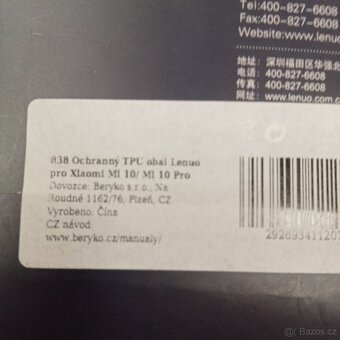 Tel:400-827-6608
Fax:400-827-6608
Website:www.lenuo
地址: 深圳福田区华强北
电话: 400-827-6608
传真: 400-827-6608
网址: www.lenuo.com.c
838 Ochranný TPU obal Lenuo
pro Xiaomi Mi 10/ Mi 10 Pro
Dovozce: Beryko s.r.o., Na
Roudné 1162/76, Plzeň, CZ
Vyrobeno: Čína
CZ návod:
www.beryko.cz/manualy/
292693411207
Bazos.cz